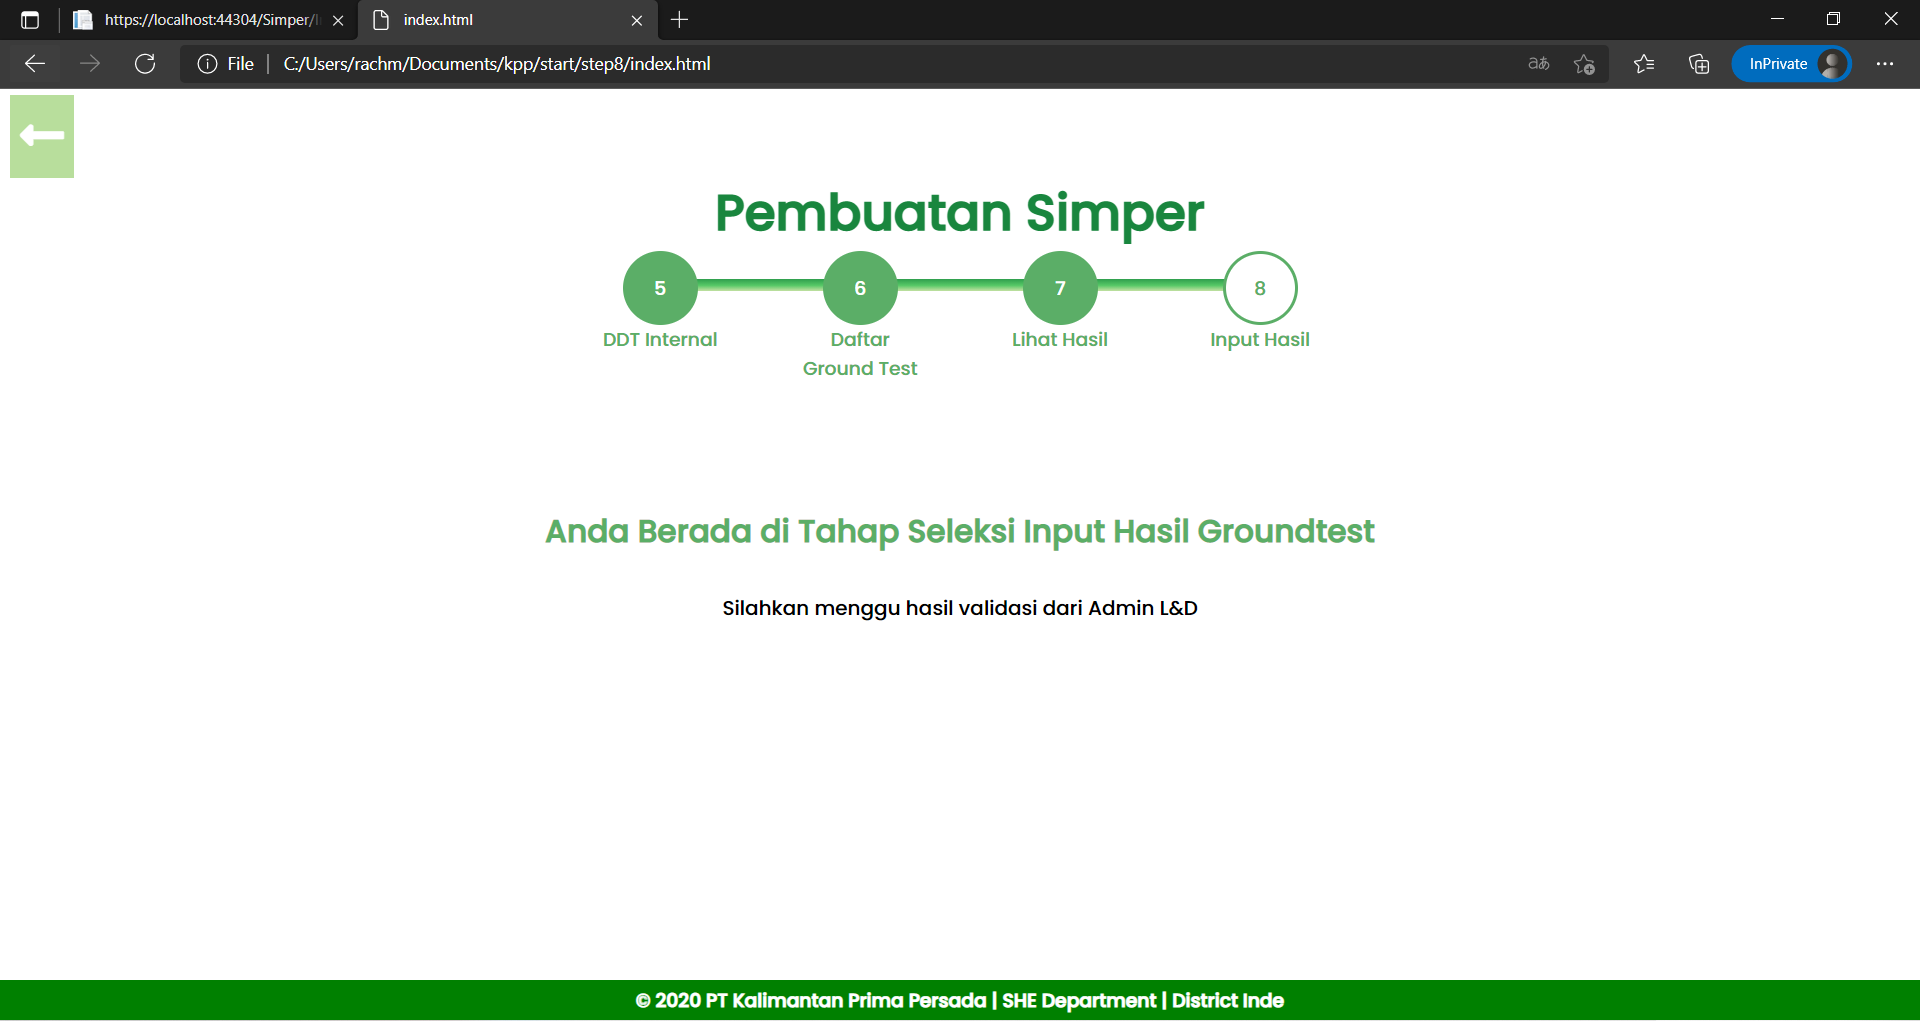 https://localhost:44304/Simper/I
index.html
File
C:/Users/rachm/Documents/kpp/start/step8/index.html
aあ
InPrivate
Pembuatan Simper
5
6
7
8
DDT Internal
Daftar
Ground Test
Lihat Hasil
Input Hasil
Anda Berada di Tahap Seleksi Input Hasil Groundtest
Silahkan menggu hasil validasi dari Admin L&D
© 2020 PT Kalimantan Prima Persada | SHE Department | District Inde